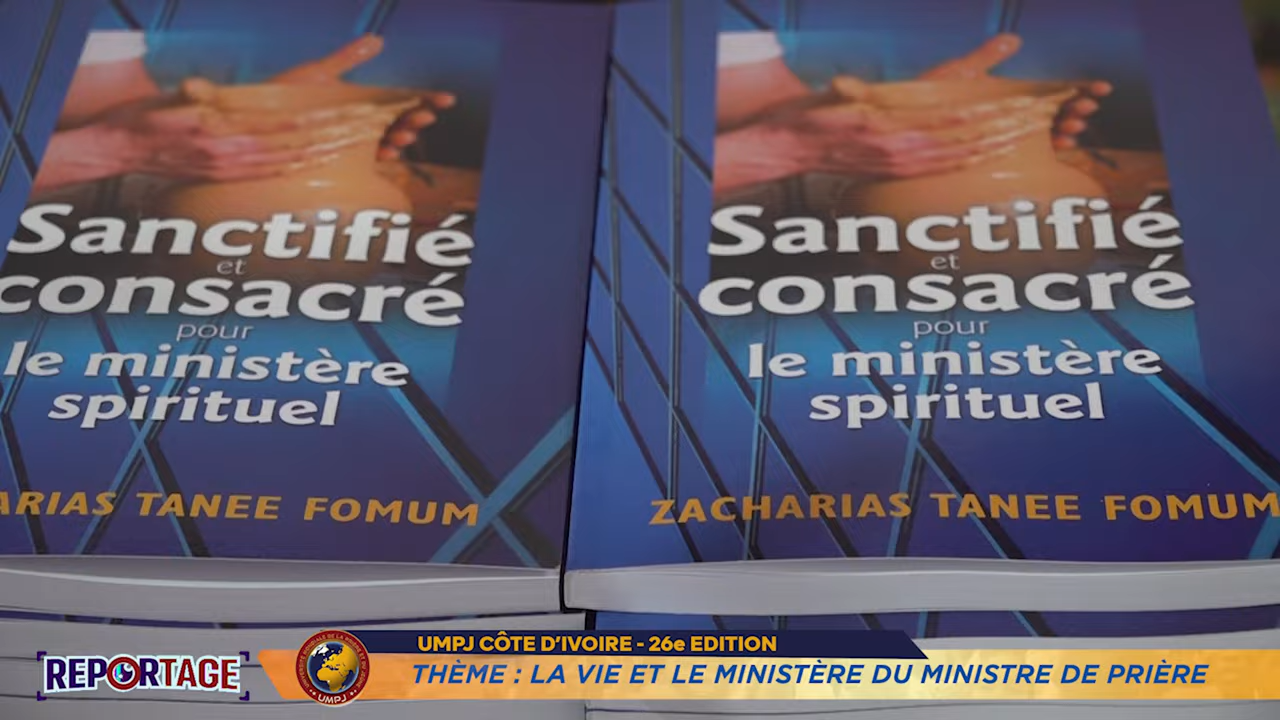 Sanctifié
et
consacré
pour
le ministère
spirituel
ARIAS TANEE FOMUM
Sanctifié
et
consacré
pour
le ministère
spirituel
ZACHARIAS TANEE FOMUM
UMPJ CÔTE D'IVOIRE - 26e EDITION
THÈME : LA VIE ET LE MINISTÈRE DU MINISTRE DE PRIÈRE
REPORTAGE
UMPJ